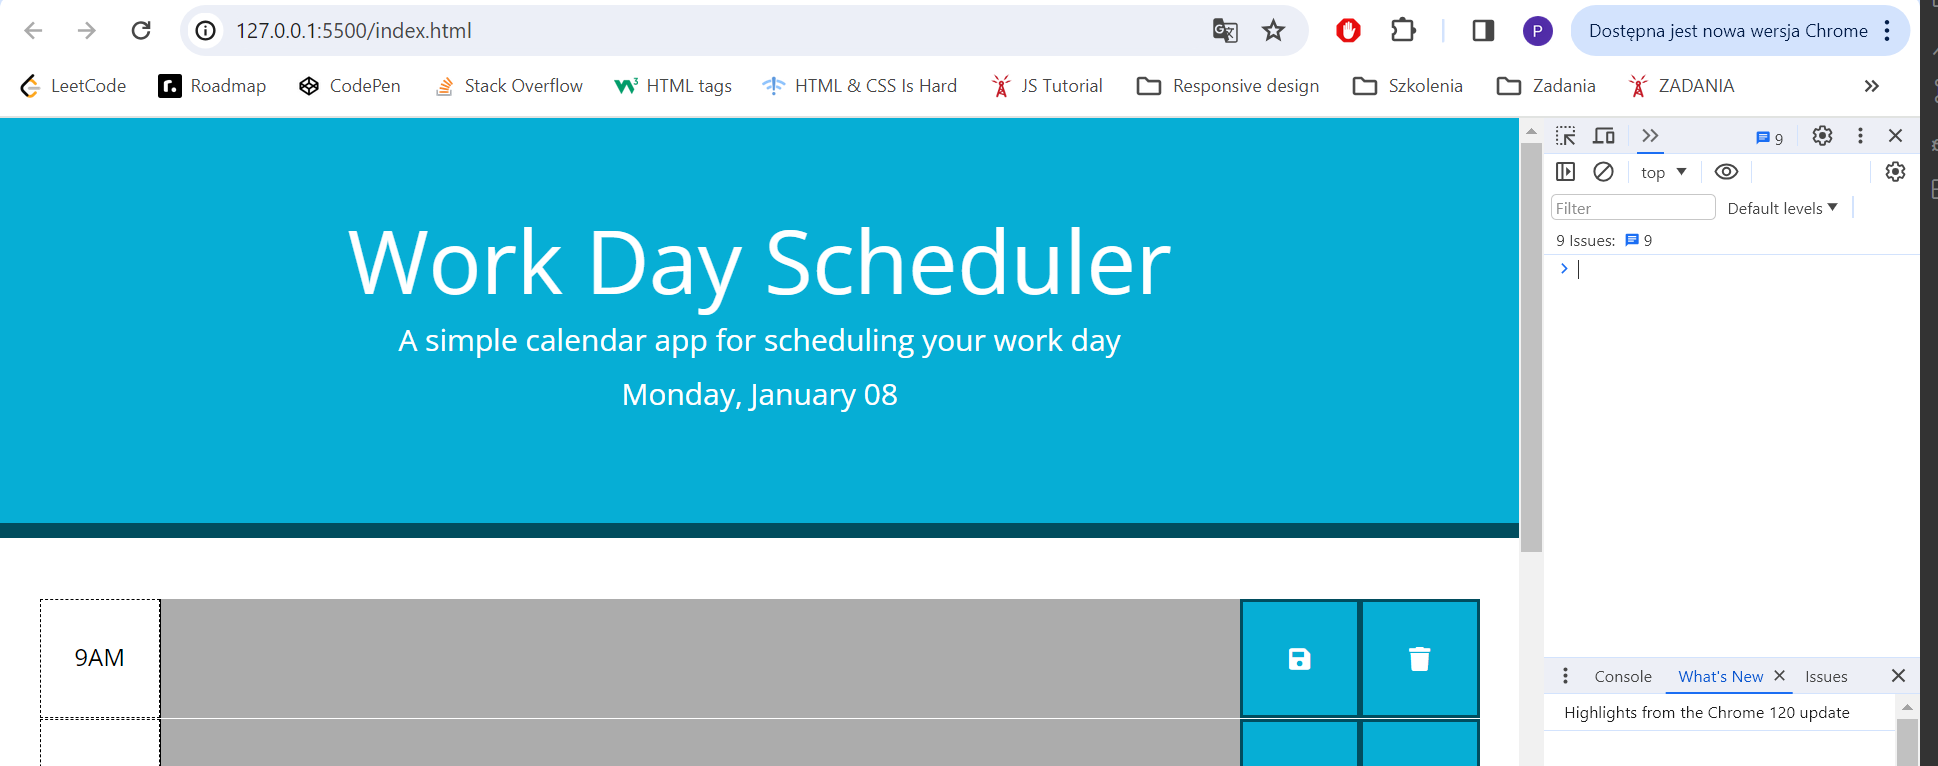 127.0.0.1:5500/index.html
P
Dostępna jest nowa wersja Chrome
LeetCode Roadmap CodePen Stack Overflow HTML tags HTML & CSS Is Hard JS Tutorial Responsive design Szkolenia Zadania ZADANIA
9
top
Filter Default levels
9 Issues: 9
Work Day Scheduler
A simple calendar app for scheduling your work day
Monday, January 08
9AM
Console What's New Issues
Highlights from the Chrome 120 update